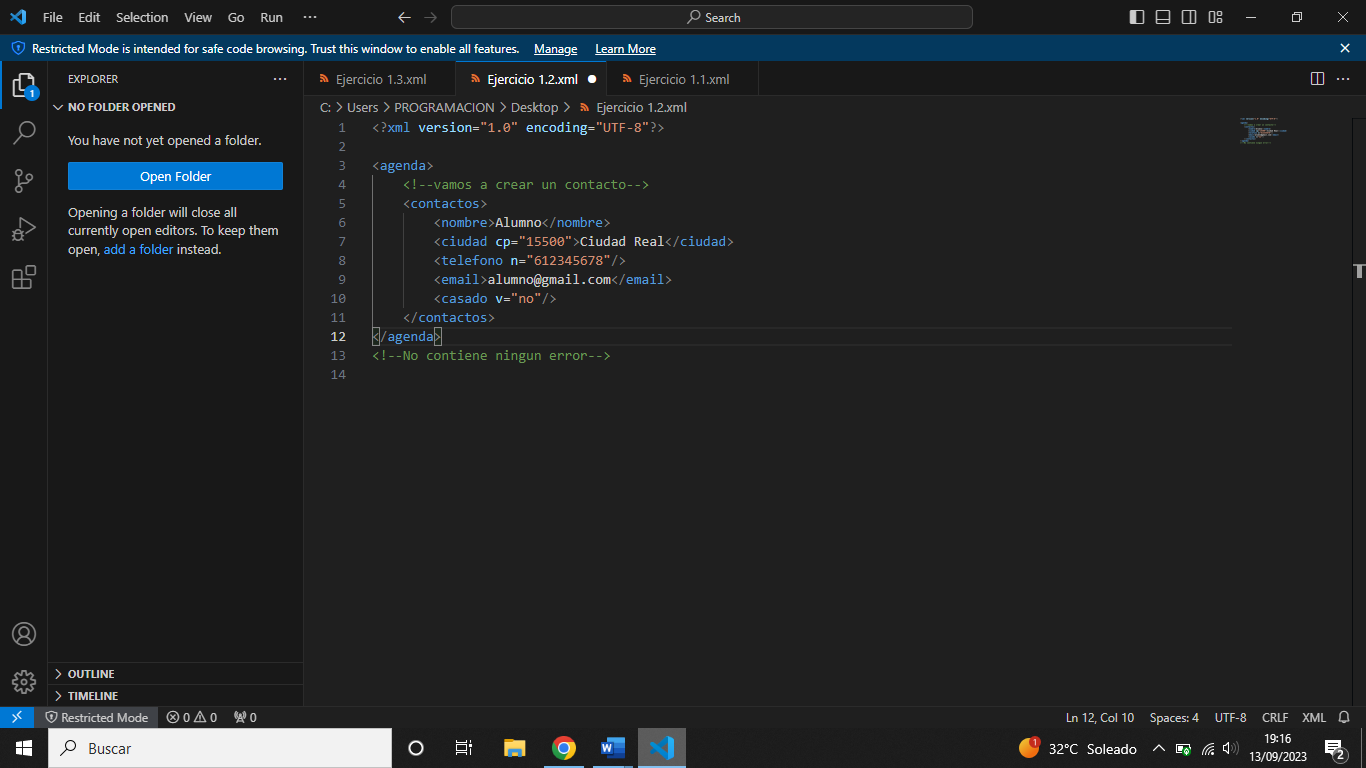 File Edit Selection View Go Run ··· Search
Restricted Mode is intended for safe code browsing. Trust this window to enable all features. Manage Learn More
EXPLORER ···
1
NO FOLDER OPENED
You have not yet opened a folder.
Open Folder
Opening a folder will close all
currently open editors. To keep them
open, add a folder instead.
OUTLINE
TIMELINE
Ejercicio 1.3.xml Ejercicio 1.2.xml Ejercicio 1.1.xml
C: > Users > PROGRAMACION > Desktop > Ejercicio 1.2.xml
1 <?xml version="1.0" encoding="UTF-8"?>
2
3 <agenda>
4 <!--vamos a crear un contacto-->
5 <contactos>
6 <nombre>Alumno</nombre>
7 <ciudad cp="15500">Ciudad Real</ciudad>
8 <telefono n="612345678"/>
9 <email>alumno@gmail.com</email>
10 <casado v="no"/>
11 </contactos>
12 </agenda>
13 <!--No contiene ningun error-->
14
Restricted Mode 0 0 0 Ln 12, Col 10 Spaces: 4 UTF-8 CRLF XML
Buscar W 1 32°C Soleado 19:16
13/09/2023 2